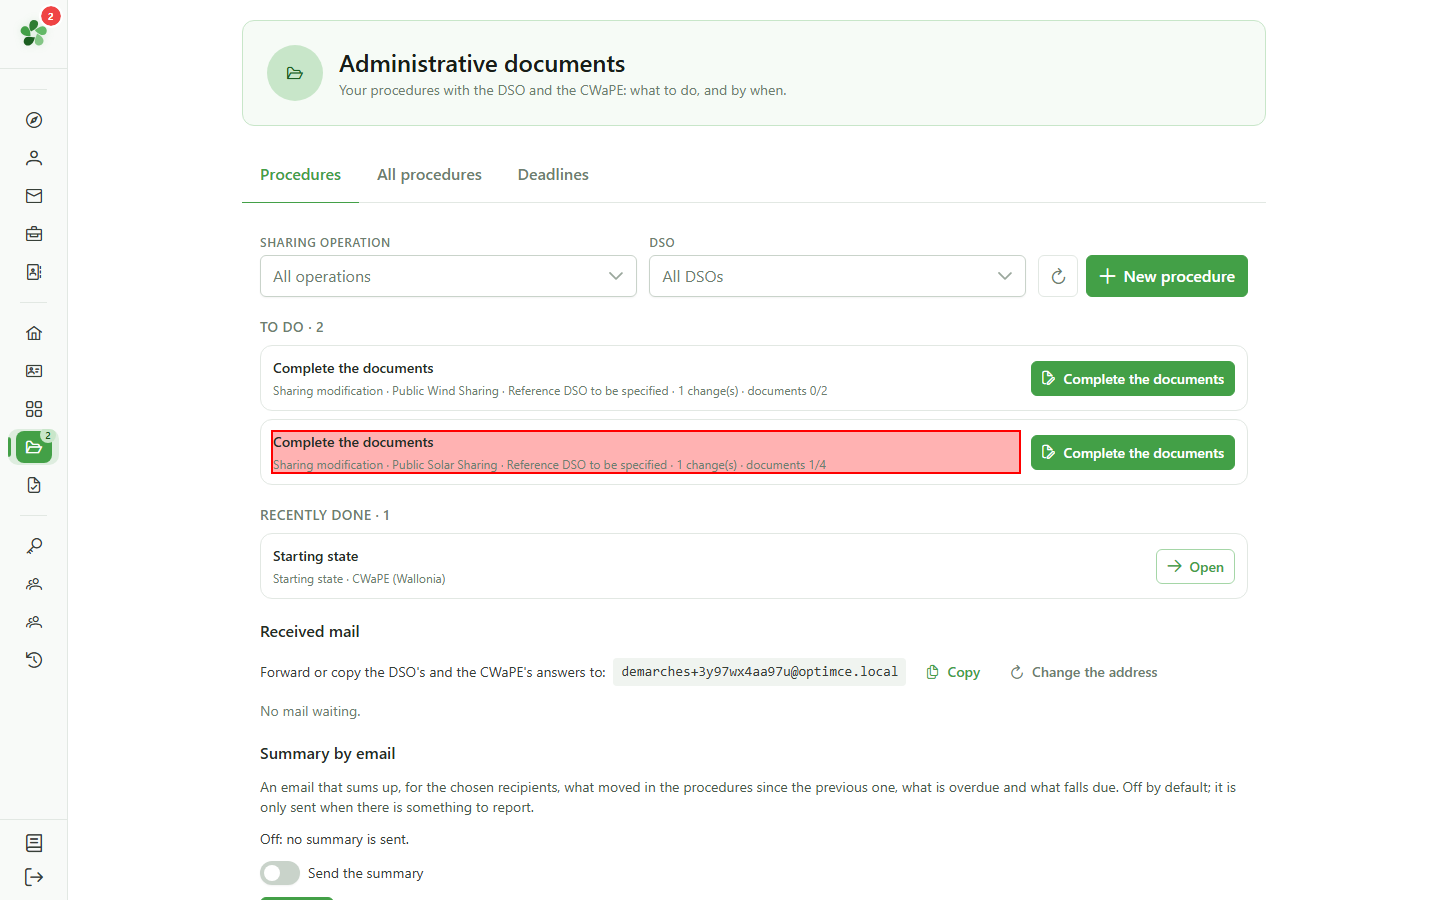 2
Administrative documents
Your procedures with the DSO and the CWaPE: what to do, and by when.
Procedures
All procedures
Deadlines
SHARING OPERATION
DSO
All operations
All DSOs
New procedure
TO DO · 2
Complete the documents
Sharing modification · Public Wind Sharing · Reference DSO to be specified · 1 change(s) · documents 0/2
Complete the documents
Complete the documents
Sharing modification · Public Solar Sharing · Reference DSO to be specified · 1 change(s) · documents 1/4
Complete the documents
2
RECENTLY DONE · 1
Starting state
Starting state · CWaPE (Wallonia)
Open
Received mail
Forward or copy the DSO's and the CWaPE's answers to: demarches+3y97wx4aa97u@optimce.local
Copy
Change the address
No mail waiting.
Summary by email
An email that sums up, for the chosen recipients, what moved in the procedures since the previous one, what is overdue and what falls due. Off by default; it is
only sent when there is something to report.
Off: no summary is sent.
Send the summary